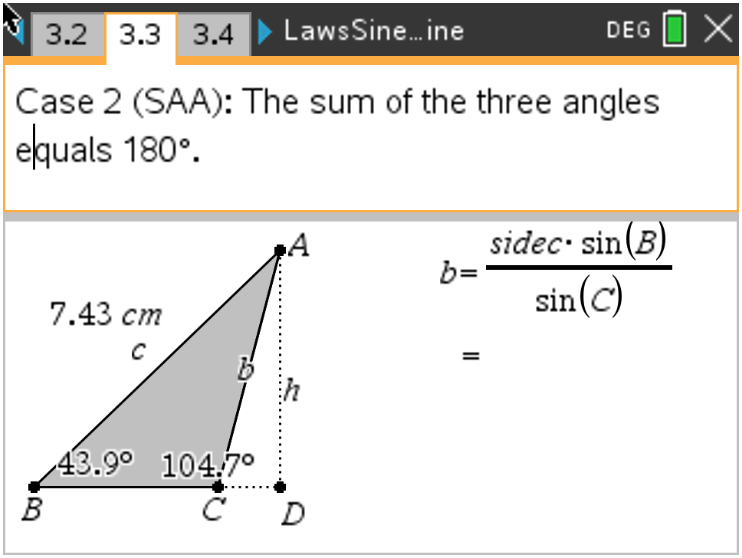 3.2 3.3 3.4 LawsSine...ine DEG
Case 2 (SAA): The sum of the three angles
equals 180°.
A
b= sidec· sin(B)
sin(C)
7.43 cm
c
=
b
h
43.9° 104.7°
B C D